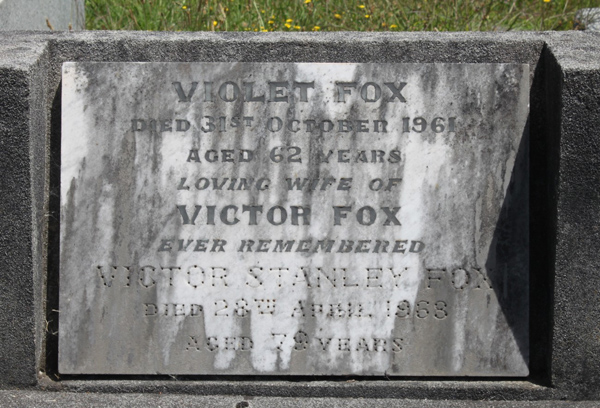 VIOLET FOX
DIED 31ST OCTOBER 1961
AGED 62 YEARS
LOVING WIFE OF
VICTOR FOX
EVER REMEMBERED
VICTOR STANLEY FOX
DIED 28TH APRIL 1968
AGED 79 YEARS